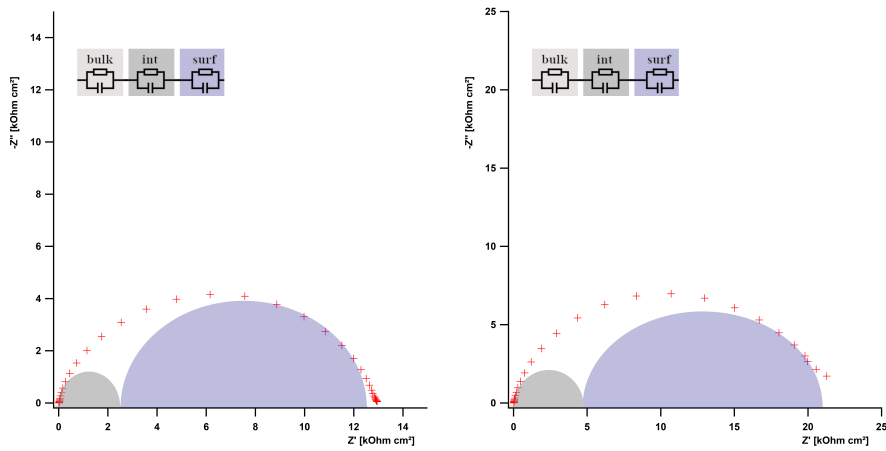 14
12
10
8
6
4
2
0
-Z'' [kOhm cm²]
bulk int surf
0 2 4 6 8 10 12 14
Z' [kOhm cm²]
25
20
15
10
5
0
-Z'' [kOhm cm²]
bulk int surf
0 5 10 15 20 25
Z' [kOhm cm²]